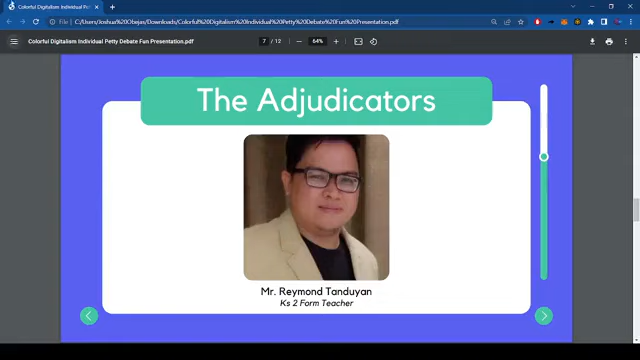 Colorful Digitalism Individual P
File
C:/Users/Joshua%20Obejas/Downloads/Colorful%20Digitalism%20Individual%20Petty%20Debate%20Fun%20Presentation.pdf
Colorful Digitalism Individual Petty Debate Fun Presentation.pdf
7 / 12
64%
The Adjudicators
Mr. Reymond Tanduyan
Ks 2 Form Teacher